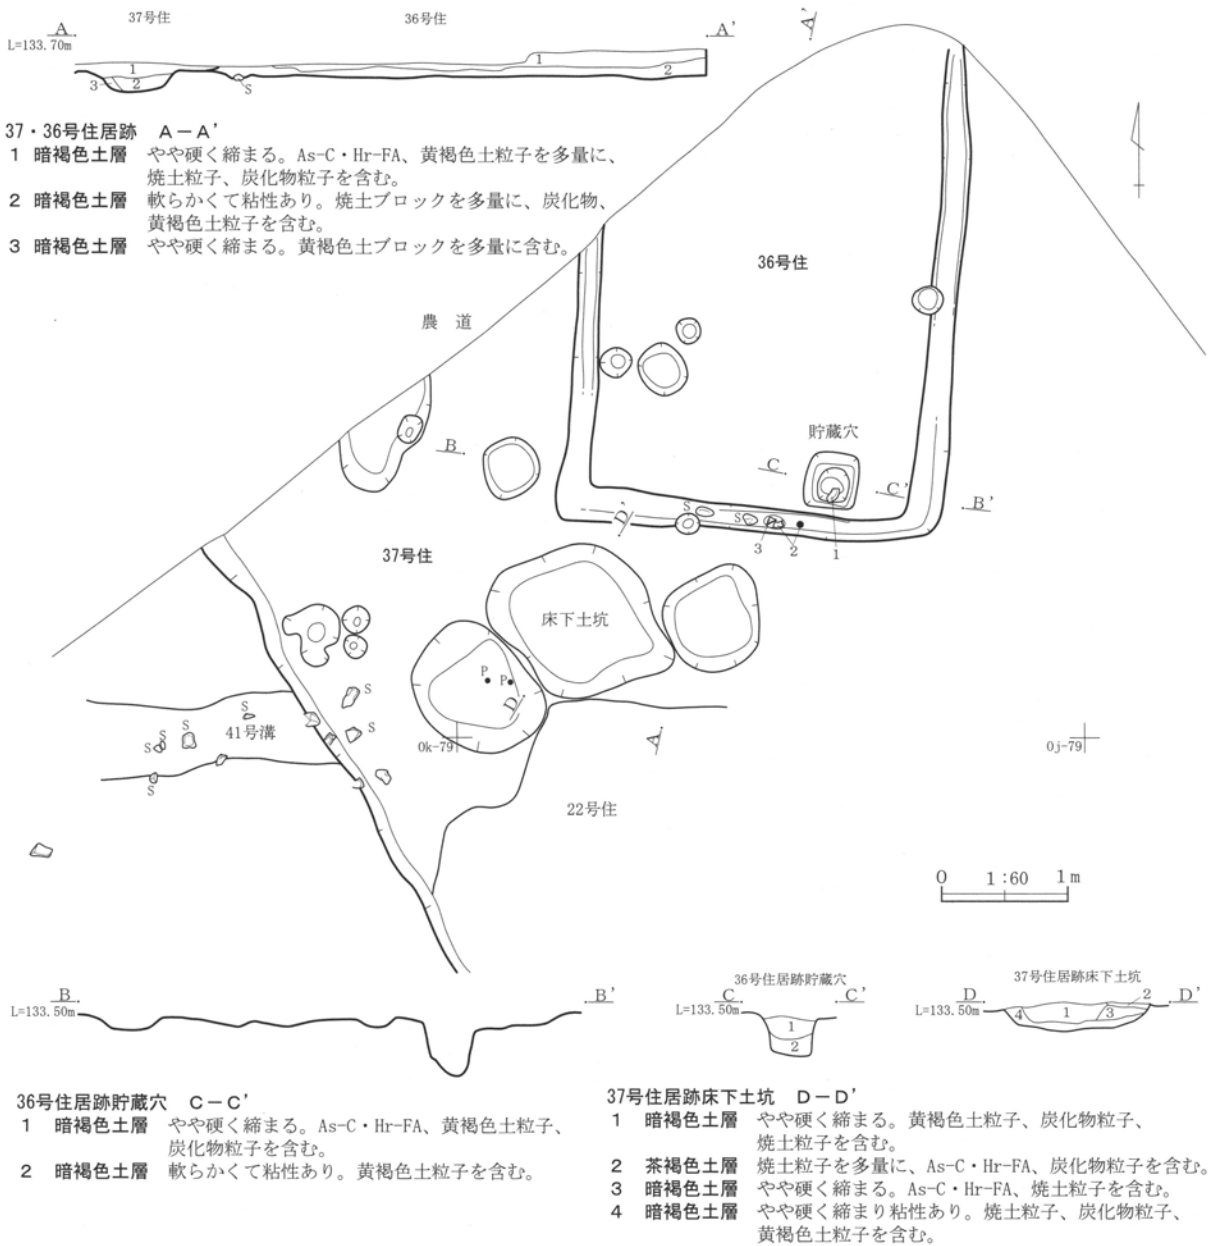 37号住
36号住
A
A'
L=133.70m
1
2
3
S
1
2
37・36号住居跡　A－A'
1　暗褐色土層　やや硬く締まる。As-C・Hr-FA、黄褐色土粒子を多量に、
焼土粒子、炭化物粒子を含む。
2　暗褐色土層　軟らかくて粘性あり。焼土ブロックを多量に、炭化物、
黄褐色土粒子を含む。
3　暗褐色土層　やや硬く締まる。黄褐色土ブロックを多量に含む。
A'
36号住
農　道
貯蔵穴
B
C
C'
B'
D'
S
S
3
2
1
37号住
床下土坑
P
P
D
S
S
S
S
S
S
41号溝
Ok-79
A
Oj-79
22号住
0　1:60　1m
B
B'
L=133.50m
36号住居跡貯蔵穴
C
C'
L=133.50m
1
2
37号住居跡床下土坑
D
D'
L=133.50m
4
1
3
2
36号住居跡貯蔵穴　C－C'
1　暗褐色土層　やや硬く締まる。As-C・Hr-FA、黄褐色土粒子、
炭化物粒子を含む。
2　暗褐色土層　軟らかくて粘性あり。黄褐色土粒子を含む。
37号住居跡床下土坑　D－D'
1　暗褐色土層　やや硬く締まる。黄褐色土粒子、炭化物粒子、
焼土粒子を含む。
2　茶褐色土層　焼土粒子を多量に、As-C・Hr-FA、炭化物粒子を含む。
3　暗褐色土層　やや硬く締まる。As-C・Hr-FA、焼土粒子を含む。
4　暗褐色土層　やや硬く締まり粘性あり。焼土粒子、炭化物粒子、
黄褐色土粒子を含む。